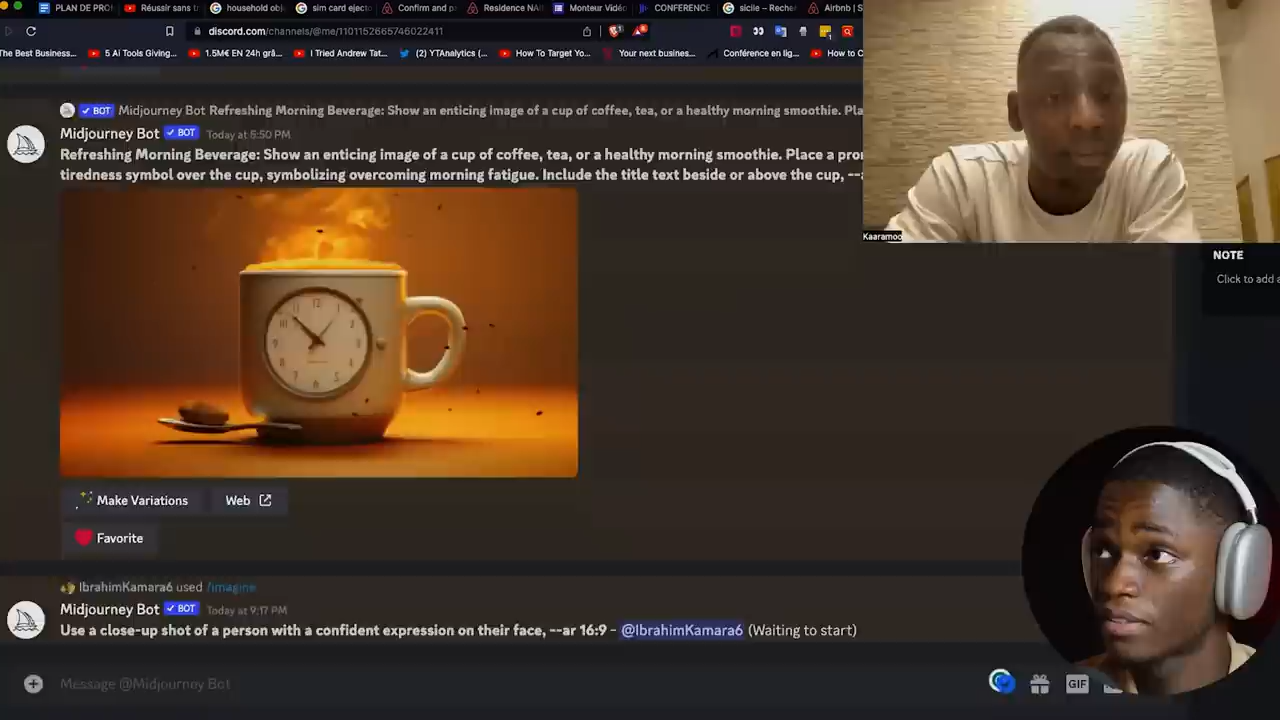 PLAN DE PRO
Réussir sans
household obj
sim card ejecto
Confirm and pa
Residence NAI
Monteur Vidéo
CONFERENCE
sicile – Reche
Airbnb | S
discord.com/channels/@me/1101152665746022411
The Best Business...
5 Ai Tools Giving...
1.5M€ EN 24h grâ...
I Tried Andrew Tat...
(2) YTAnalytics (...
How To Target Yo...
Your next busines...
Conférence en lig...
How to C
BOT Midjourney Bot Refreshing Morning Beverage: Show an enticing image of a cup of coffee, tea, or a healthy morning smoothie. Pla
Midjourney Bot BOT Today at 5:50 PM
Refreshing Morning Beverage: Show an enticing image of a cup of coffee, tea, or a healthy morning smoothie. Place a pro
tiredness symbol over the cup, symbolizing overcoming morning fatigue. Include the title text beside or above the cup, --a
Kaaramoo
NOTE
Click to add a
Make Variations
Web
Favorite
IbrahimKamara6 used /imagine
Midjourney Bot BOT Today at 9:17 PM
Use a close-up shot of a person with a confident expression on their face, --ar 16:9 - @IbrahimKamara6 (Waiting to start)
Message @Midjourney Bot
GIF